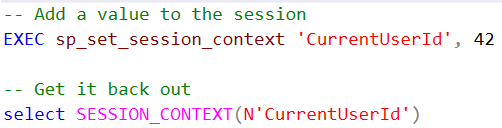 -- Add a value to the session
EXEC sp_set_session_context 'CurrentUserId', 42
-- Get it back out
select SESSION_CONTEXT(N'CurrentUserId')